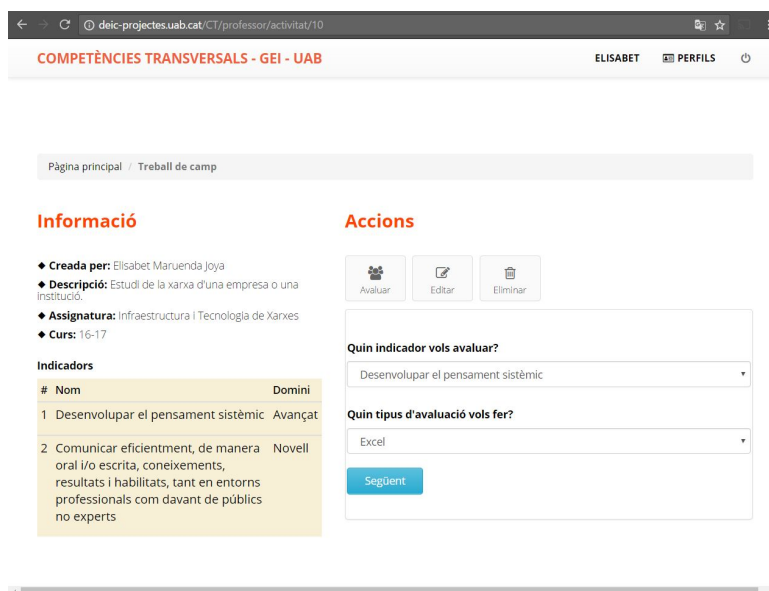 deic-projectes.uab.cat/CT/professor/activitat/10
COMPETÈNCIES TRANSVERSALS - GEI - UAB
ELISABET PERFILS
Pàgina principal / Treball de camp
Informació
◆ Creada per: Elisabet Maruenda Joya
◆ Descripció: Estudi de la xarxa d'una empresa o una
institució.
◆ Assignatura: Infraestructura i Tecnologia de Xarxes
◆ Curs: 16-17
Indicadors
# Nom Domini
1 Desenvolupar el pensament sistèmic Avançat
2 Comunicar eficientment, de manera Novell
oral i/o escrita, coneixements,
resultats i habilitats, tant en entorns
professionals com davant de públics
no experts
Accions
Avaluar Editar Eliminar
Quin indicador vols avaluar?
Desenvolupar el pensament sistèmic
Quin tipus d'avaluació vols fer?
Excel
Següent